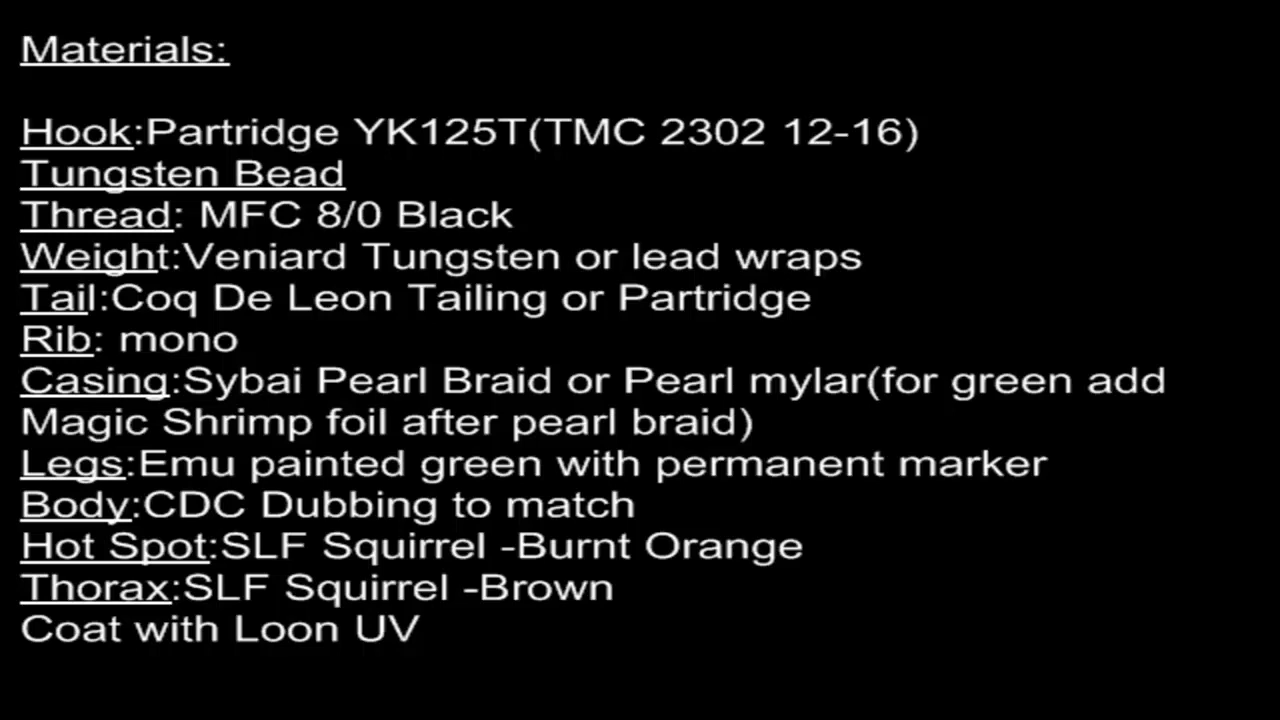 Materials:
Hook:Partridge YK125T(TMC 2302 12-16)
Tungsten Bead
Thread: MFC 8/0 Black
Weight:Veniard Tungsten or lead wraps
Tail:Coq De Leon Tailing or Partridge
Rib: mono
Casing:Sybai Pearl Braid or Pearl mylar(for green add
Magic Shrimp foil after pearl braid)
Legs:Emu painted green with permanent marker
Body:CDC Dubbing to match
Hot Spot:SLF Squirrel -Burnt Orange
Thorax:SLF Squirrel -Brown
Coat with Loon UV